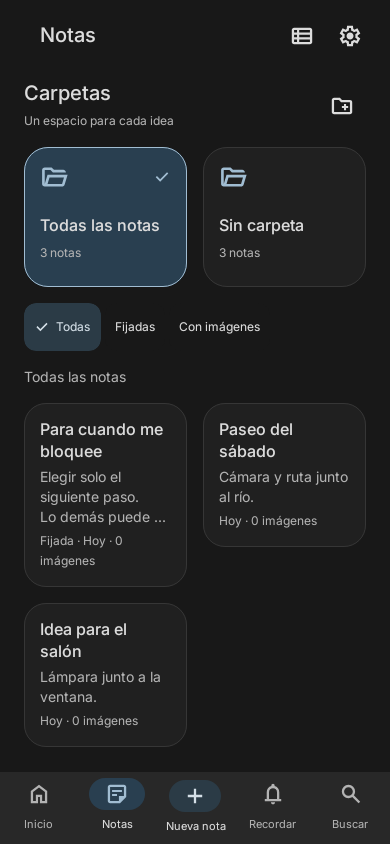 Notas
Carpetas
Un espacio para cada idea
Todas las notas
3 notas
Sin carpeta
3 notas
Todas
Fijadas
Con imágenes
Todas las notas
Para cuando me
bloquee
Elegir solo el
siguiente paso.
Lo demás puede ...
Fijada · Hoy · 0
imágenes
Paseo del
sábado
Cámara y ruta junto
al río.
Hoy · 0 imágenes
Idea para el
salón
Lámpara junto a la
ventana.
Hoy · 0 imágenes
Inicio
Notas
Nueva nota
Recordar
Buscar